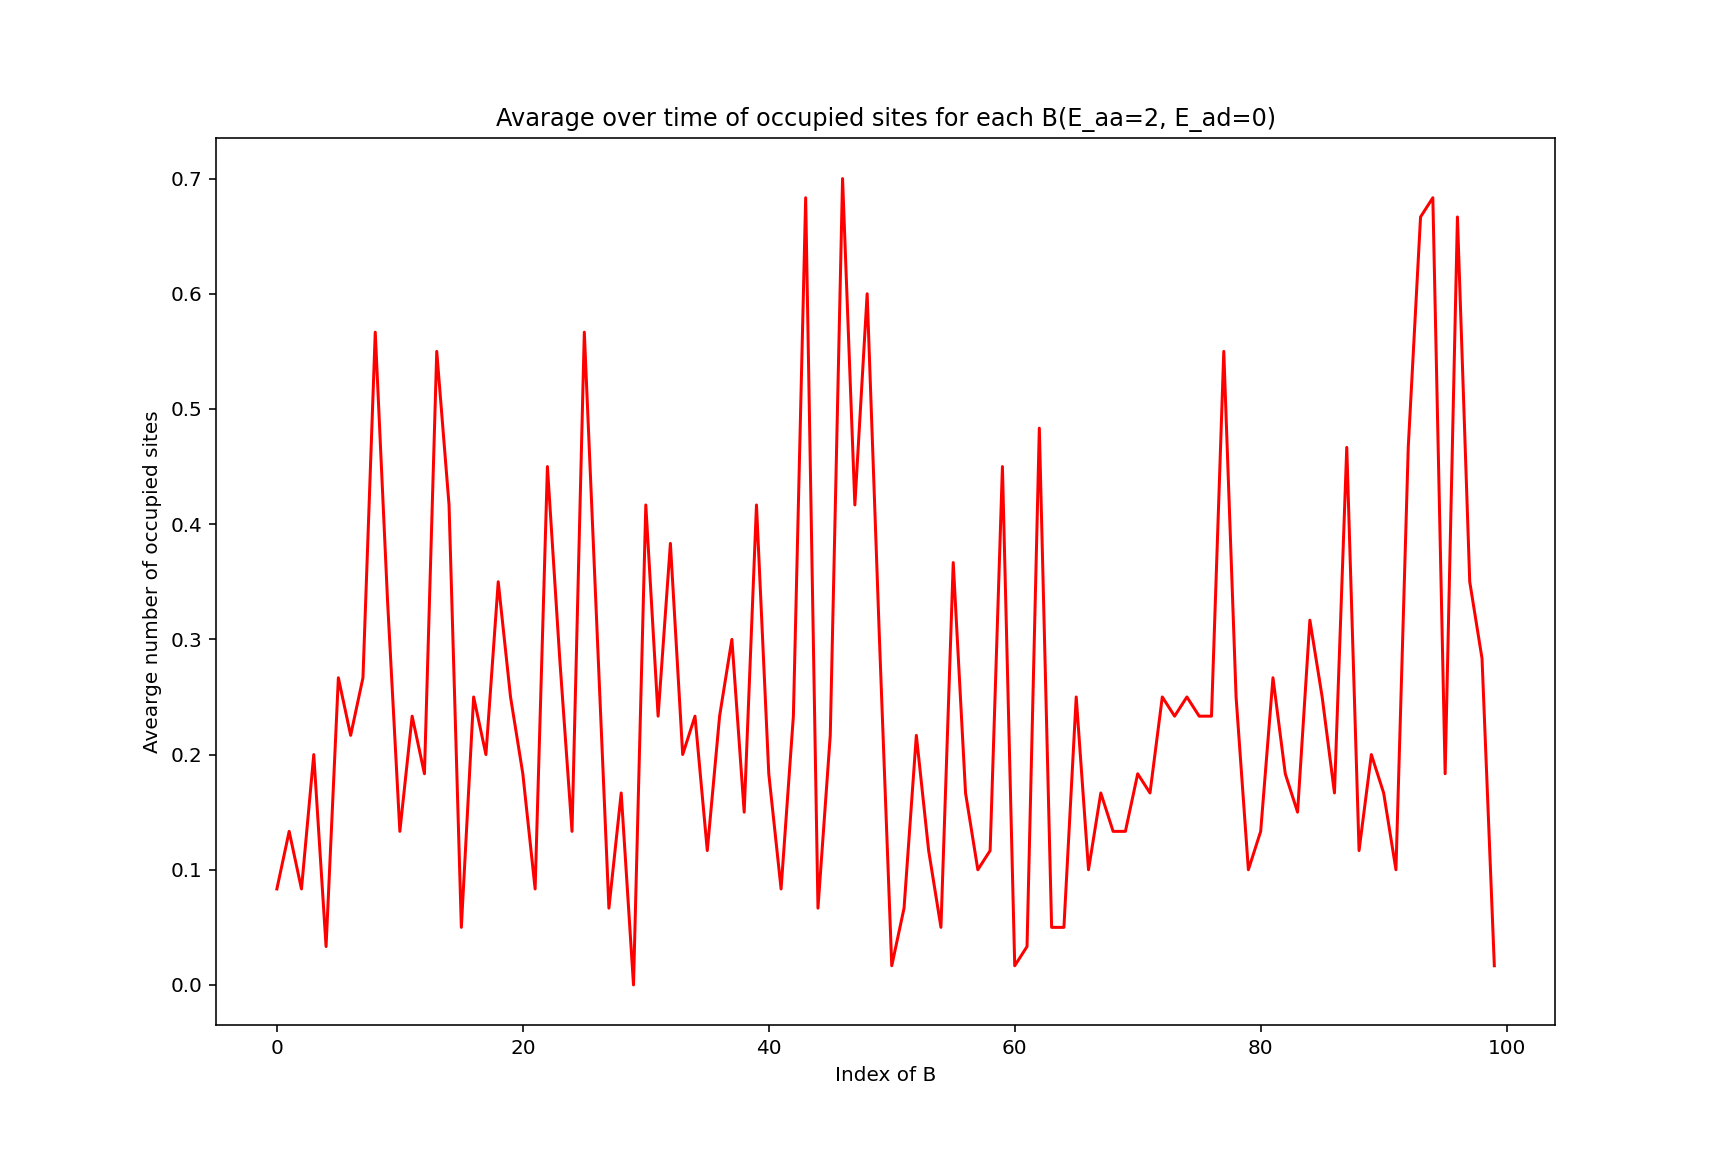 Avarage over time of occupied sites for each B(E_aa=2, E_ad=0)
0.7
0.6
0.5
0.4
0.3
0.2
0.1
0.0
Avearge number of occupied sites
0 20 40 60 80 100
Index of B